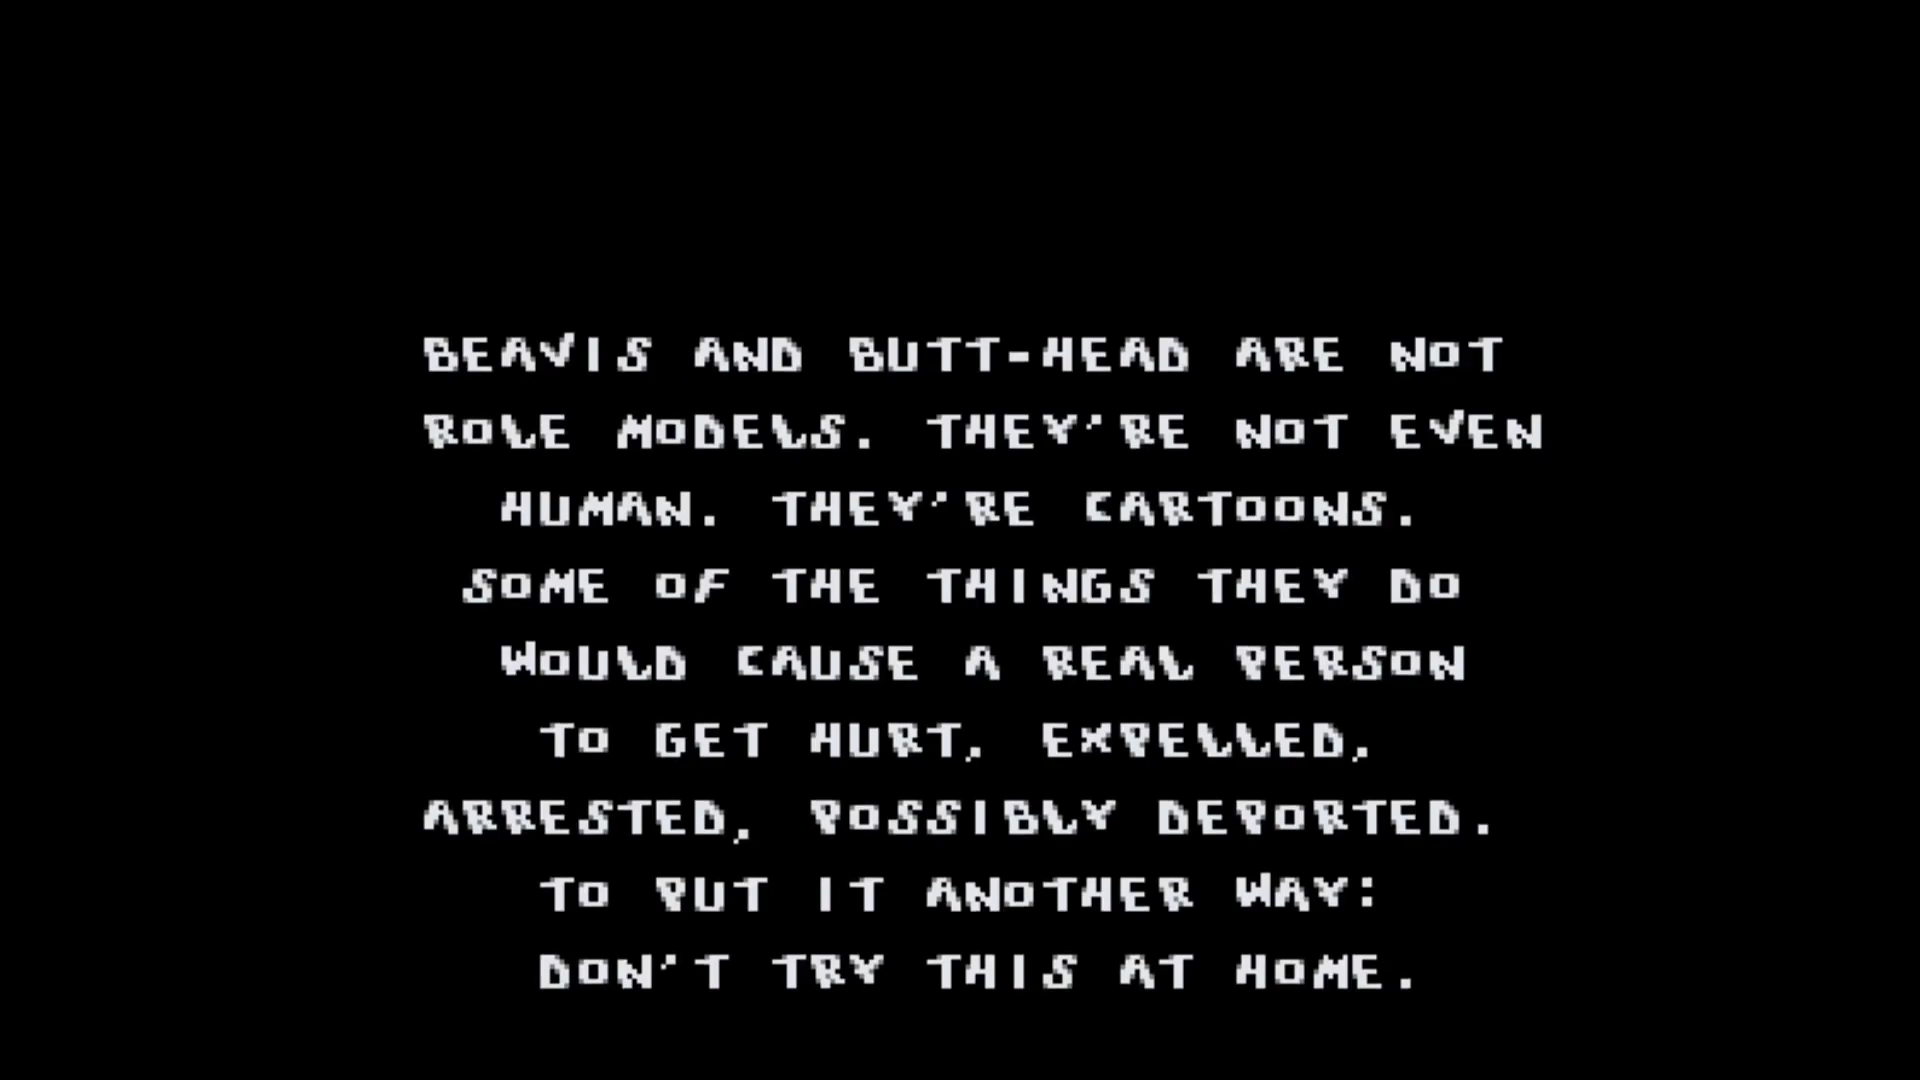 BEAVIS AND BUTT-HEAD ARE NOT
ROLE MODELS. THEY'RE NOT EVEN
HUMAN. THEY'RE CARTOONS.
SOME OF THE THINGS THEY DO
WOULD CAUSE A REAL PERSON
TO GET HURT, EXPELLED,
ARRESTED, POSSIBLY DEPORTED.
TO PUT IT ANOTHER WAY:
DON'T TRY THIS AT HOME.